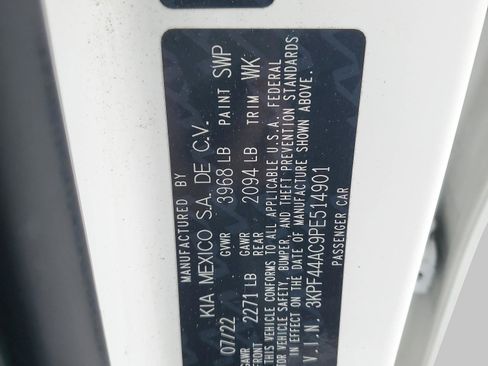 MANUFACTURED BY
KIA MEXICO S.A. DE C.V.
07/22 GVWR 3968 LB PAINT SWP
GAWR FRONT 2271 LB GAWR REAR 2094 LB TRIM WK
THIS VEHICLE CONFORMS TO ALL APPLICABLE U.S.A. FEDERAL
MOTOR VEHICLE SAFETY, BUMPER, AND THEFT PREVENTION STANDARDS
IN EFFECT ON THE DATE OF MANUFACTURE SHOWN ABOVE.
V.I.N. 3KPF44AC9PE514901
PASSENGER CAR